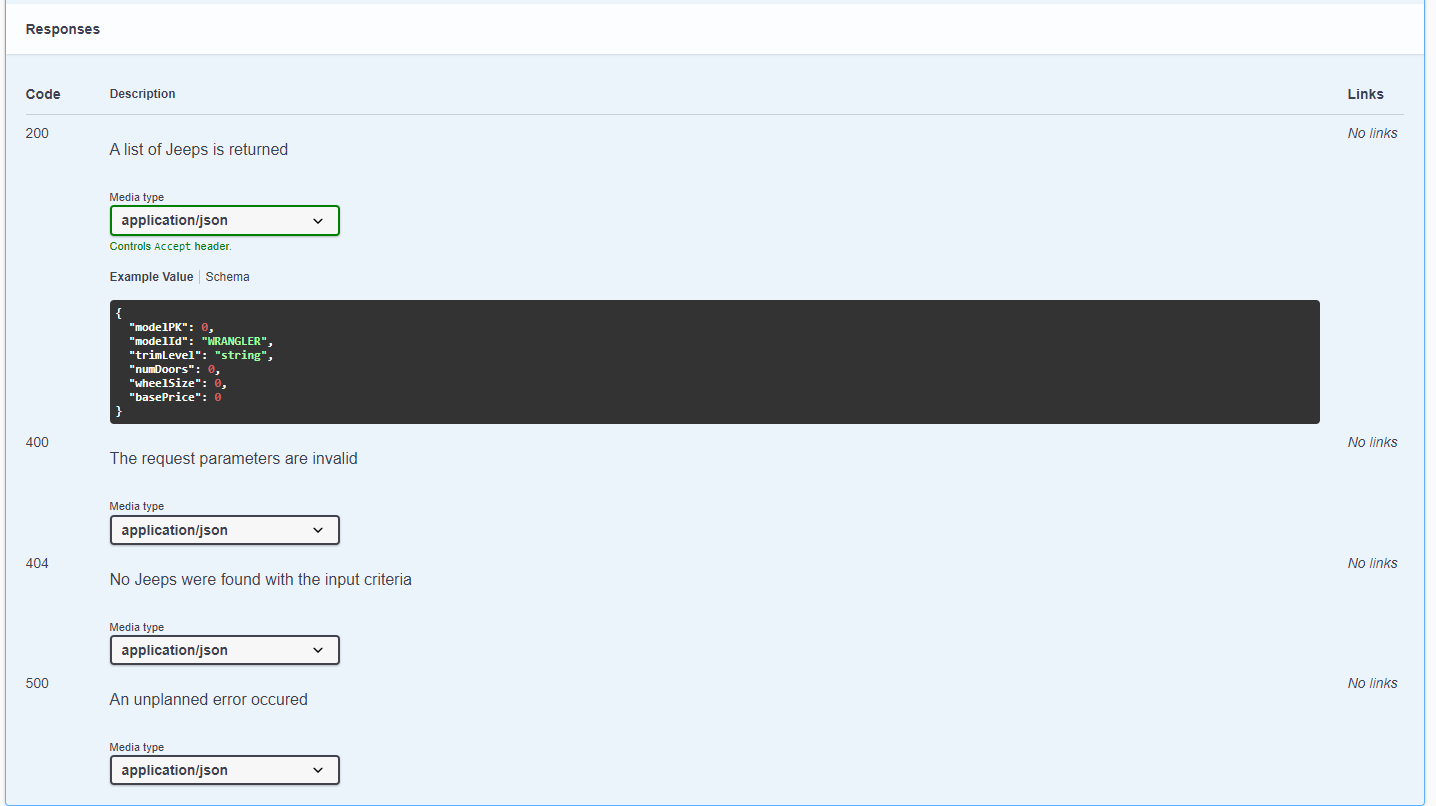 Responses
Code Description Links
200 No links
A list of Jeeps is returned
Media type
application/json
Controls Accept header.
Example Value Schema
{
"modelPK": 0,
"modelId": "WRANGLER",
"trimLevel": "string",
"numDoors": 0,
"wheelSize": 0,
"basePrice": 0
}
400 No links
The request parameters are invalid
Media type
application/json
404 No links
No Jeeps were found with the input criteria
Media type
application/json
500 No links
An unplanned error occured
Media type
application/json